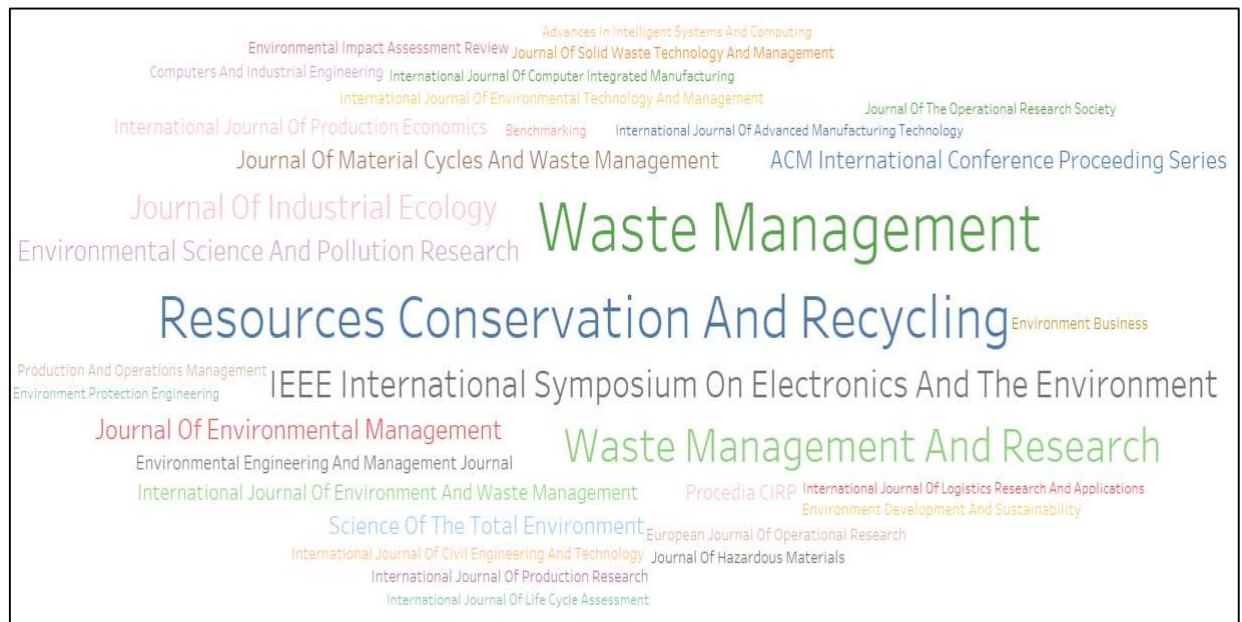 Advances In Intelligent Systems And Computing
Environmental Impact Assessment Review
Journal Of Solid Waste Technology And Management
Computers And Industrial Engineering
International Journal Of Computer Integrated Manufacturing
International Journal Of Environmental Technology And Management
Journal Of The Operational Research Society
International Journal Of Production Economics
Benchmarking
International Journal Of Advanced Manufacturing Technology
Journal Of Material Cycles And Waste Management
ACM International Conference Proceeding Series
Journal Of Industrial Ecology
Waste Management
Environmental Science And Pollution Research
Resources Conservation And Recycling
Environment Business
Production And Operations Management
IEEE International Symposium On Electronics And The Environment
Environment Protection Engineering
Journal Of Environmental Management
Waste Management And Research
Environmental Engineering And Management Journal
International Journal Of Environment And Waste Management
Procedia CIRP
International Journal Of Logistics Research And Applications
Environment Development And Sustainability
Science Of The Total Environment
European Journal Of Operational Research
International Journal Of Civil Engineering And Technology
Journal Of Hazardous Materials
International Journal Of Production Research
International Journal Of Life Cycle Assessment